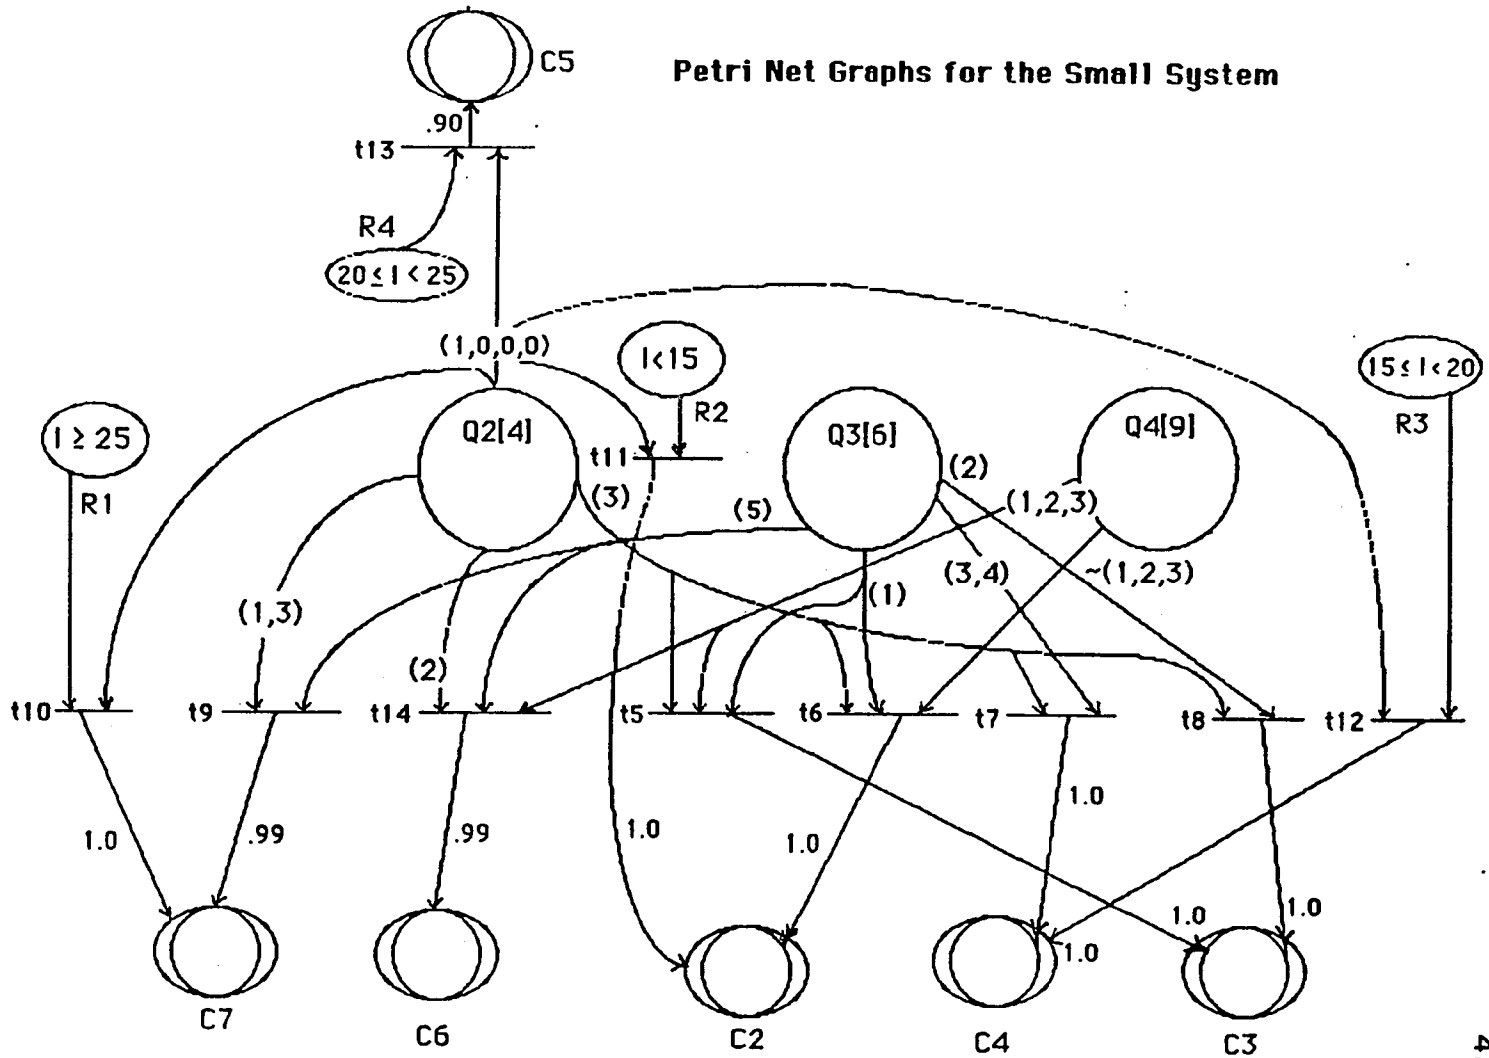 C5
Petri Net Graphs for the Small System
.90
t13
R4
20 ≤ I < 25
(1,0,0,0)
I<15
15 ≤ I < 20
I ≥ 25
Q2[4]
R2
Q3[6]
Q4[9]
R3
t11
(2)
R1
(3)
(5)
(1,2,3)
(3,4)
~(1,2,3)
(1)
(1,3)
(2)
t10
t9
t14
t5
t6
t7
t8
t12
1.0
1.0
.99
.99
1.0
1.0
1.0
1.0
1.0
C7
C6
C2
C4
C3
4